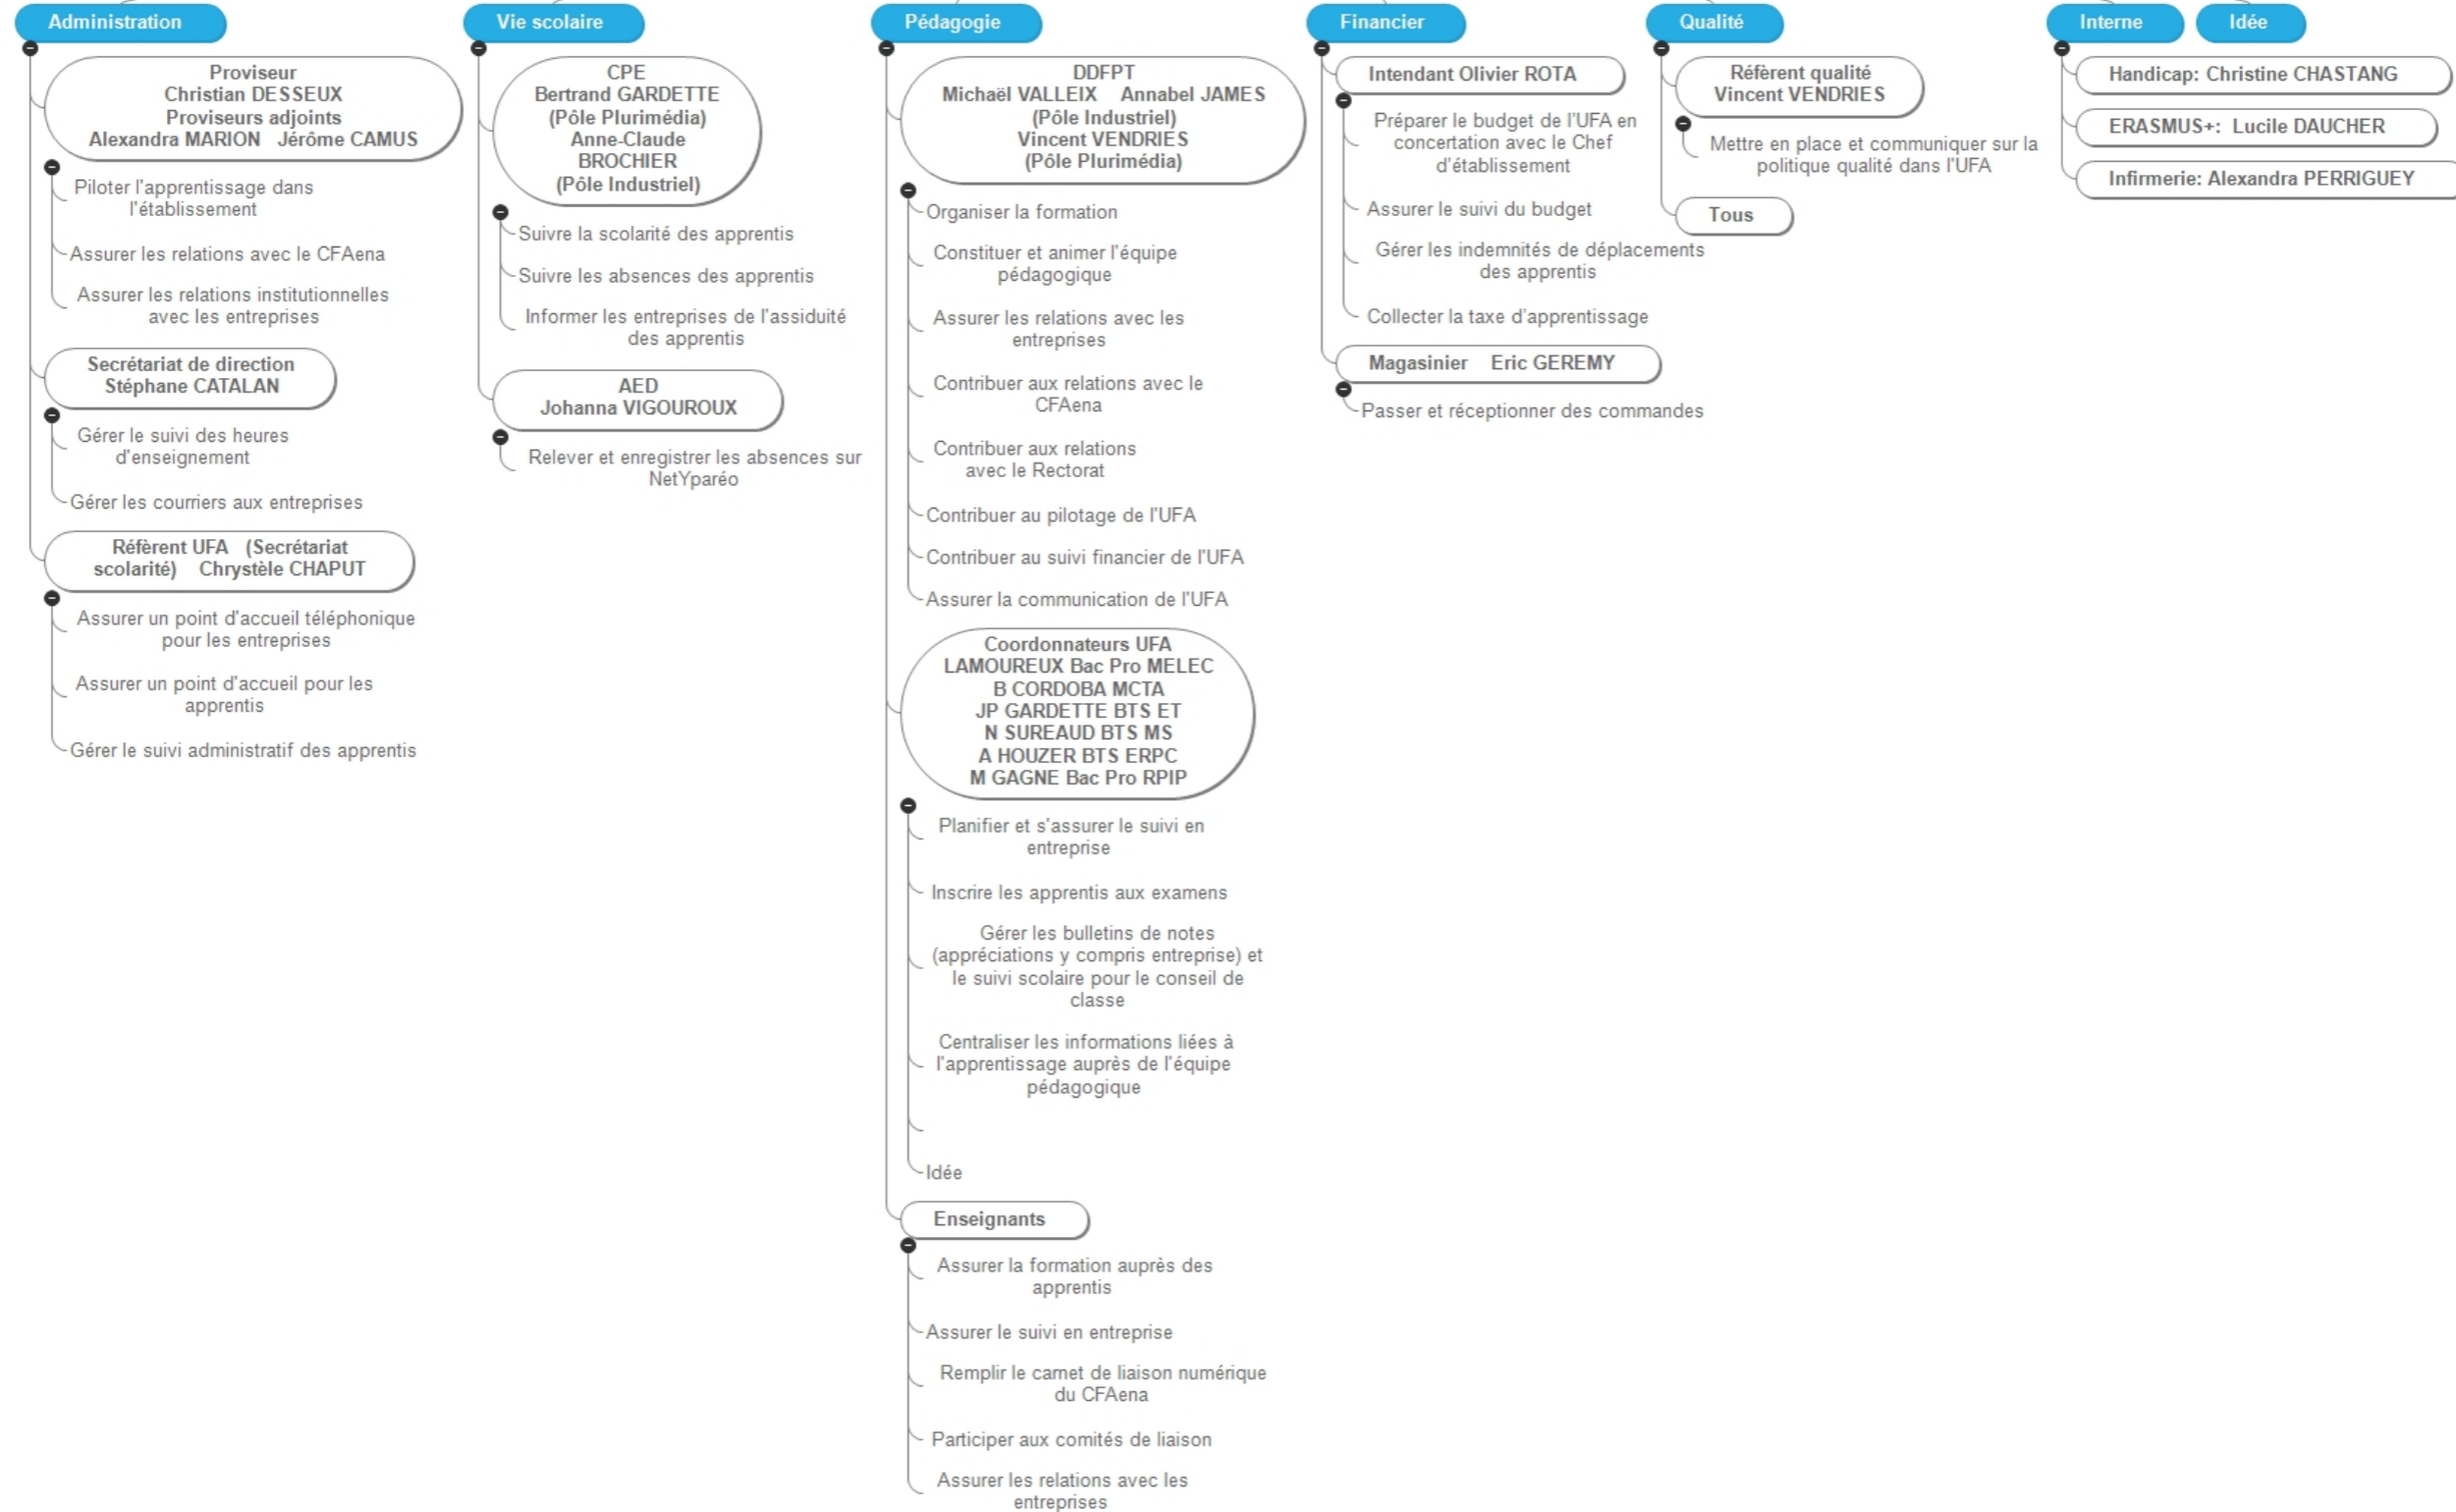 Administration
Proviseur
Christian DESSEUX
Proviseurs adjoints
Alexandra MARION Jérôme CAMUS
Piloter l'apprentissage dans
l'établissement
Assurer les relations avec le CFAena
Assurer les relations institutionnelles
avec les entreprises
Secrétariat de direction
Stéphane CATALAN
Gérer le suivi des heures
d'enseignement
Gérer les courriers aux entreprises
Réfèrent UFA (Secrétariat
scolarité) Chrystèle CHAPUT
Assurer un point d'accueil téléphonique
pour les entreprises
Assurer un point d'accueil pour les
apprentis
Gérer le suivi administratif des apprentis
Vie scolaire
CPE
Bertrand GARDETTE
(Pôle Plurimédia)
Anne-Claude
BROCHIER
(Pôle Industriel)
Suivre la scolarité des apprentis
Suivre les absences des apprentis
Informer les entreprises de l'assiduité
des apprentis
AED
Johanna VIGOUROUX
Relever et enregistrer les absences sur
NetYparéo
Pédagogie
DDFPT
Michaël VALLEIX Annabel JAMES
(Pôle Industriel)
Vincent VENDRIES
(Pôle Plurimédia)
Organiser la formation
Constituer et animer l'équipe
pédagogique
Assurer les relations avec les
entreprises
Contribuer aux relations avec le
CFAena
Contribuer aux relations
avec le Rectorat
Contribuer au pilotage de l'UFA
Contribuer au suivi financier de l'UFA
Assurer la communication de l'UFA
Coordonnateurs UFA
LAMOUREUX Bac Pro MELEC
B CORDOBA MCTA
JP GARDETTE BTS ET
N SUREAUD BTS MS
A HOUZER BTS ERPC
M GAGNE Bac Pro RPIP
Planifier et s'assurer le suivi en
entreprise
Inscrire les apprentis aux examens
Gérer les bulletins de notes
(appréciations y compris entreprise) et
le suivi scolaire pour le conseil de
classe
Centraliser les informations liées à
l'apprentissage auprès de l'équipe
pédagogique
Idée
Enseignants
Assurer la formation auprès des
apprentis
Assurer le suivi en entreprise
Remplir le carnet de liaison numérique
du CFAena
Participer aux comités de liaison
Assurer les relations avec les
entreprises
Financier
Intendant Olivier ROTA
Préparer le budget de l'UFA en
concertation avec le Chef
d'établissement
Assurer le suivi du budget
Gérer les indemnités de déplacements
des apprentis
Collecter la taxe d'apprentissage
Magasinier Eric GEREMY
Passer et réceptionner des commandes
Qualité
Réfèrent qualité
Vincent VENDRIES
Mettre en place et communiquer sur la
politique qualité dans l'UFA
Tous
Interne
Handicap: Christine CHASTANG
ERASMUS+: Lucile DAUCHER
Infirmerie: Alexandra PERRIGUEY
Idée